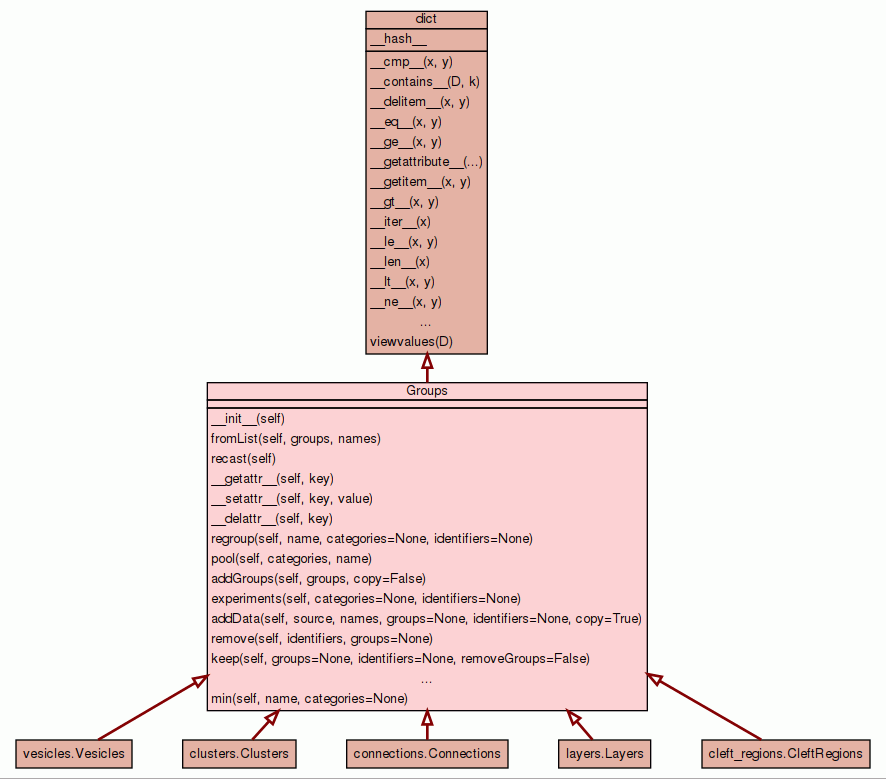 dict
__hash__
__cmp__(x, y)
__contains__(D, k)
__delitem__(x, y)
__eq__(x, y)
__ge__(x, y)
__getattribute__(...)
__getitem__(x, y)
__gt__(x, y)
__iter__(x)
__le__(x, y)
__len__(x)
__lt__(x, y)
__ne__(x, y)
...
viewvalues(D)
Groups
__init__(self)
fromList(self, groups, names)
recast(self)
__getattr__(self, key)
__setattr__(self, key, value)
__delattr__(self, key)
regroup(self, name, categories=None, identifiers=None)
pool(self, categories, name)
addGroups(self, groups, copy=False)
experiments(self, categories=None, identifiers=None)
addData(self, source, names, groups=None, identifiers=None, copy=True)
remove(self, identifiers, groups=None)
keep(self, groups=None, identifiers=None, removeGroups=False)
...
min(self, name, categories=None)
vesicles.Vesicles
clusters.Clusters
connections.Connections
layers.Layers
cleft_regions.CleftRegions